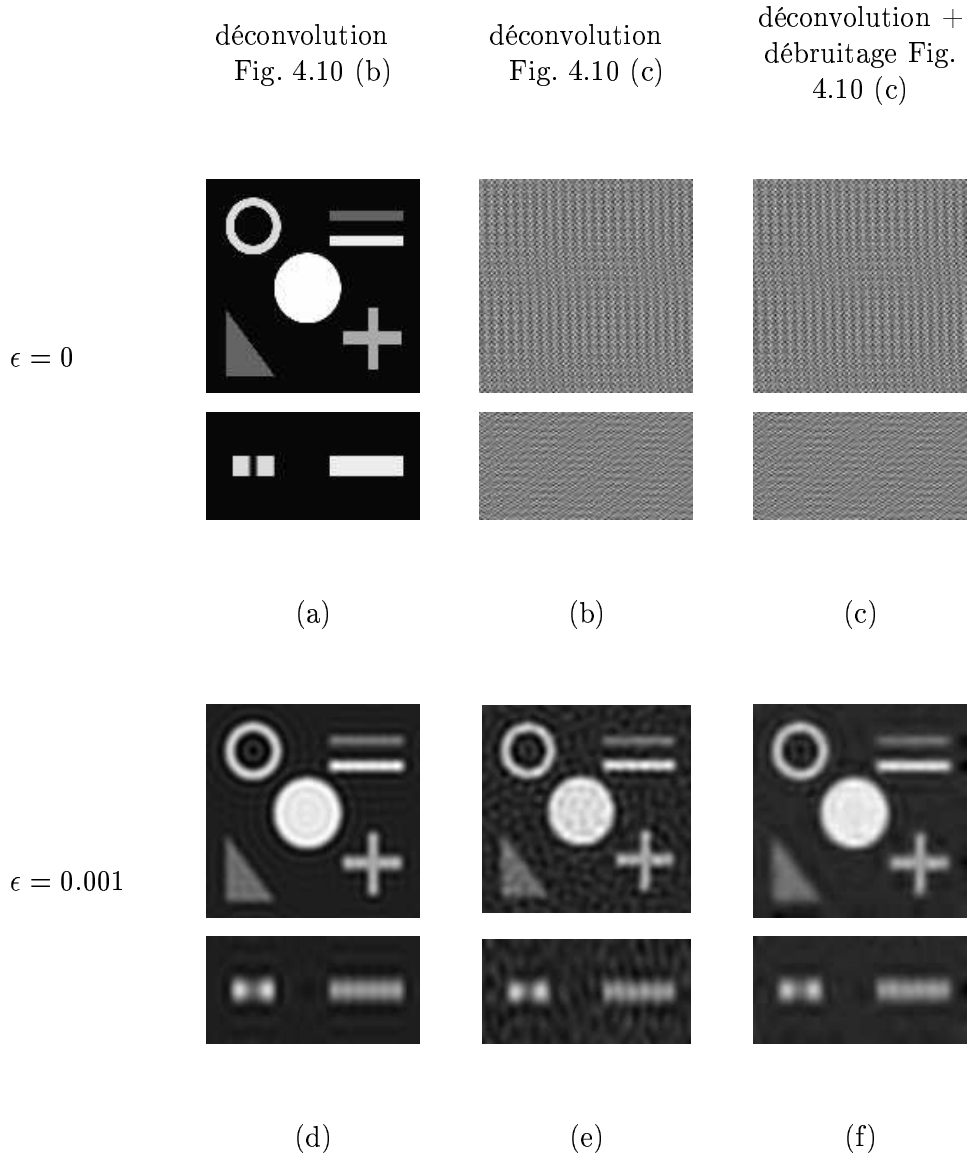 déconvolution
Fig. 4.10 (b)
déconvolution
Fig. 4.10 (c)
déconvolution +
débruitage Fig.
4.10 (c)
ϵ = 0
(a)
(b)
(c)
ϵ = 0.001
(d)
(e)
(f)